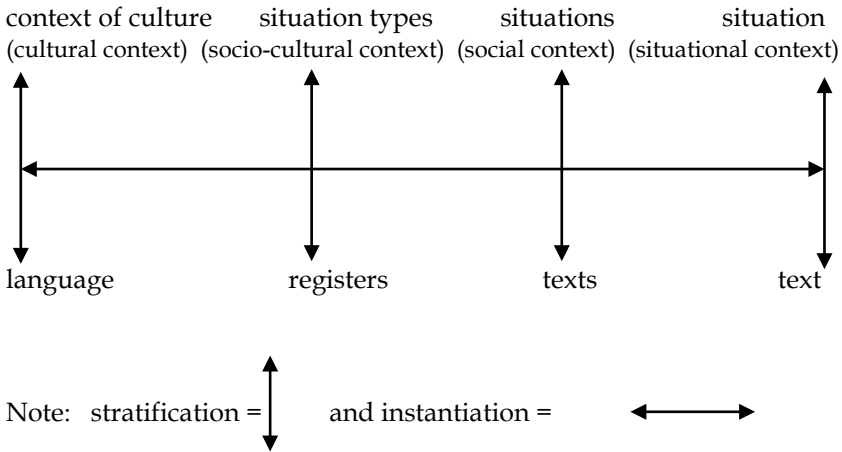 context of culture situation types situations situation
(cultural context) (socio-cultural context) (social context) (situational context)
language registers texts text
Note: stratification = and instantiation =